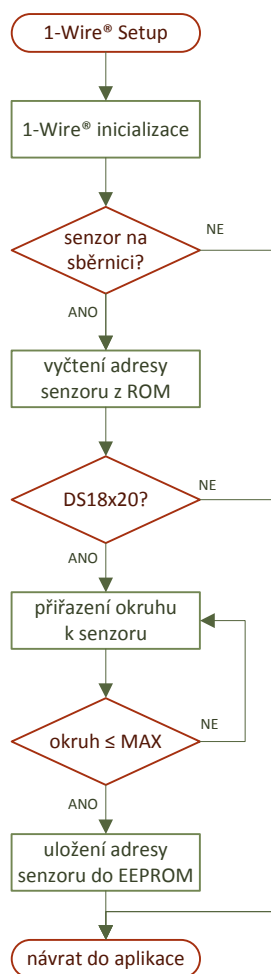 1-Wire® Setup
1-Wire® inicializace
senzor na
sběrnici?
NE
ANO
vyčtení adresy
senzoru z ROM
DS18x20?
NE
ANO
přiřazení okruhu
k senzoru
okruh ≤ MAX
NE
ANO
uložení adresy
senzoru do EEPROM
návrat do aplikace